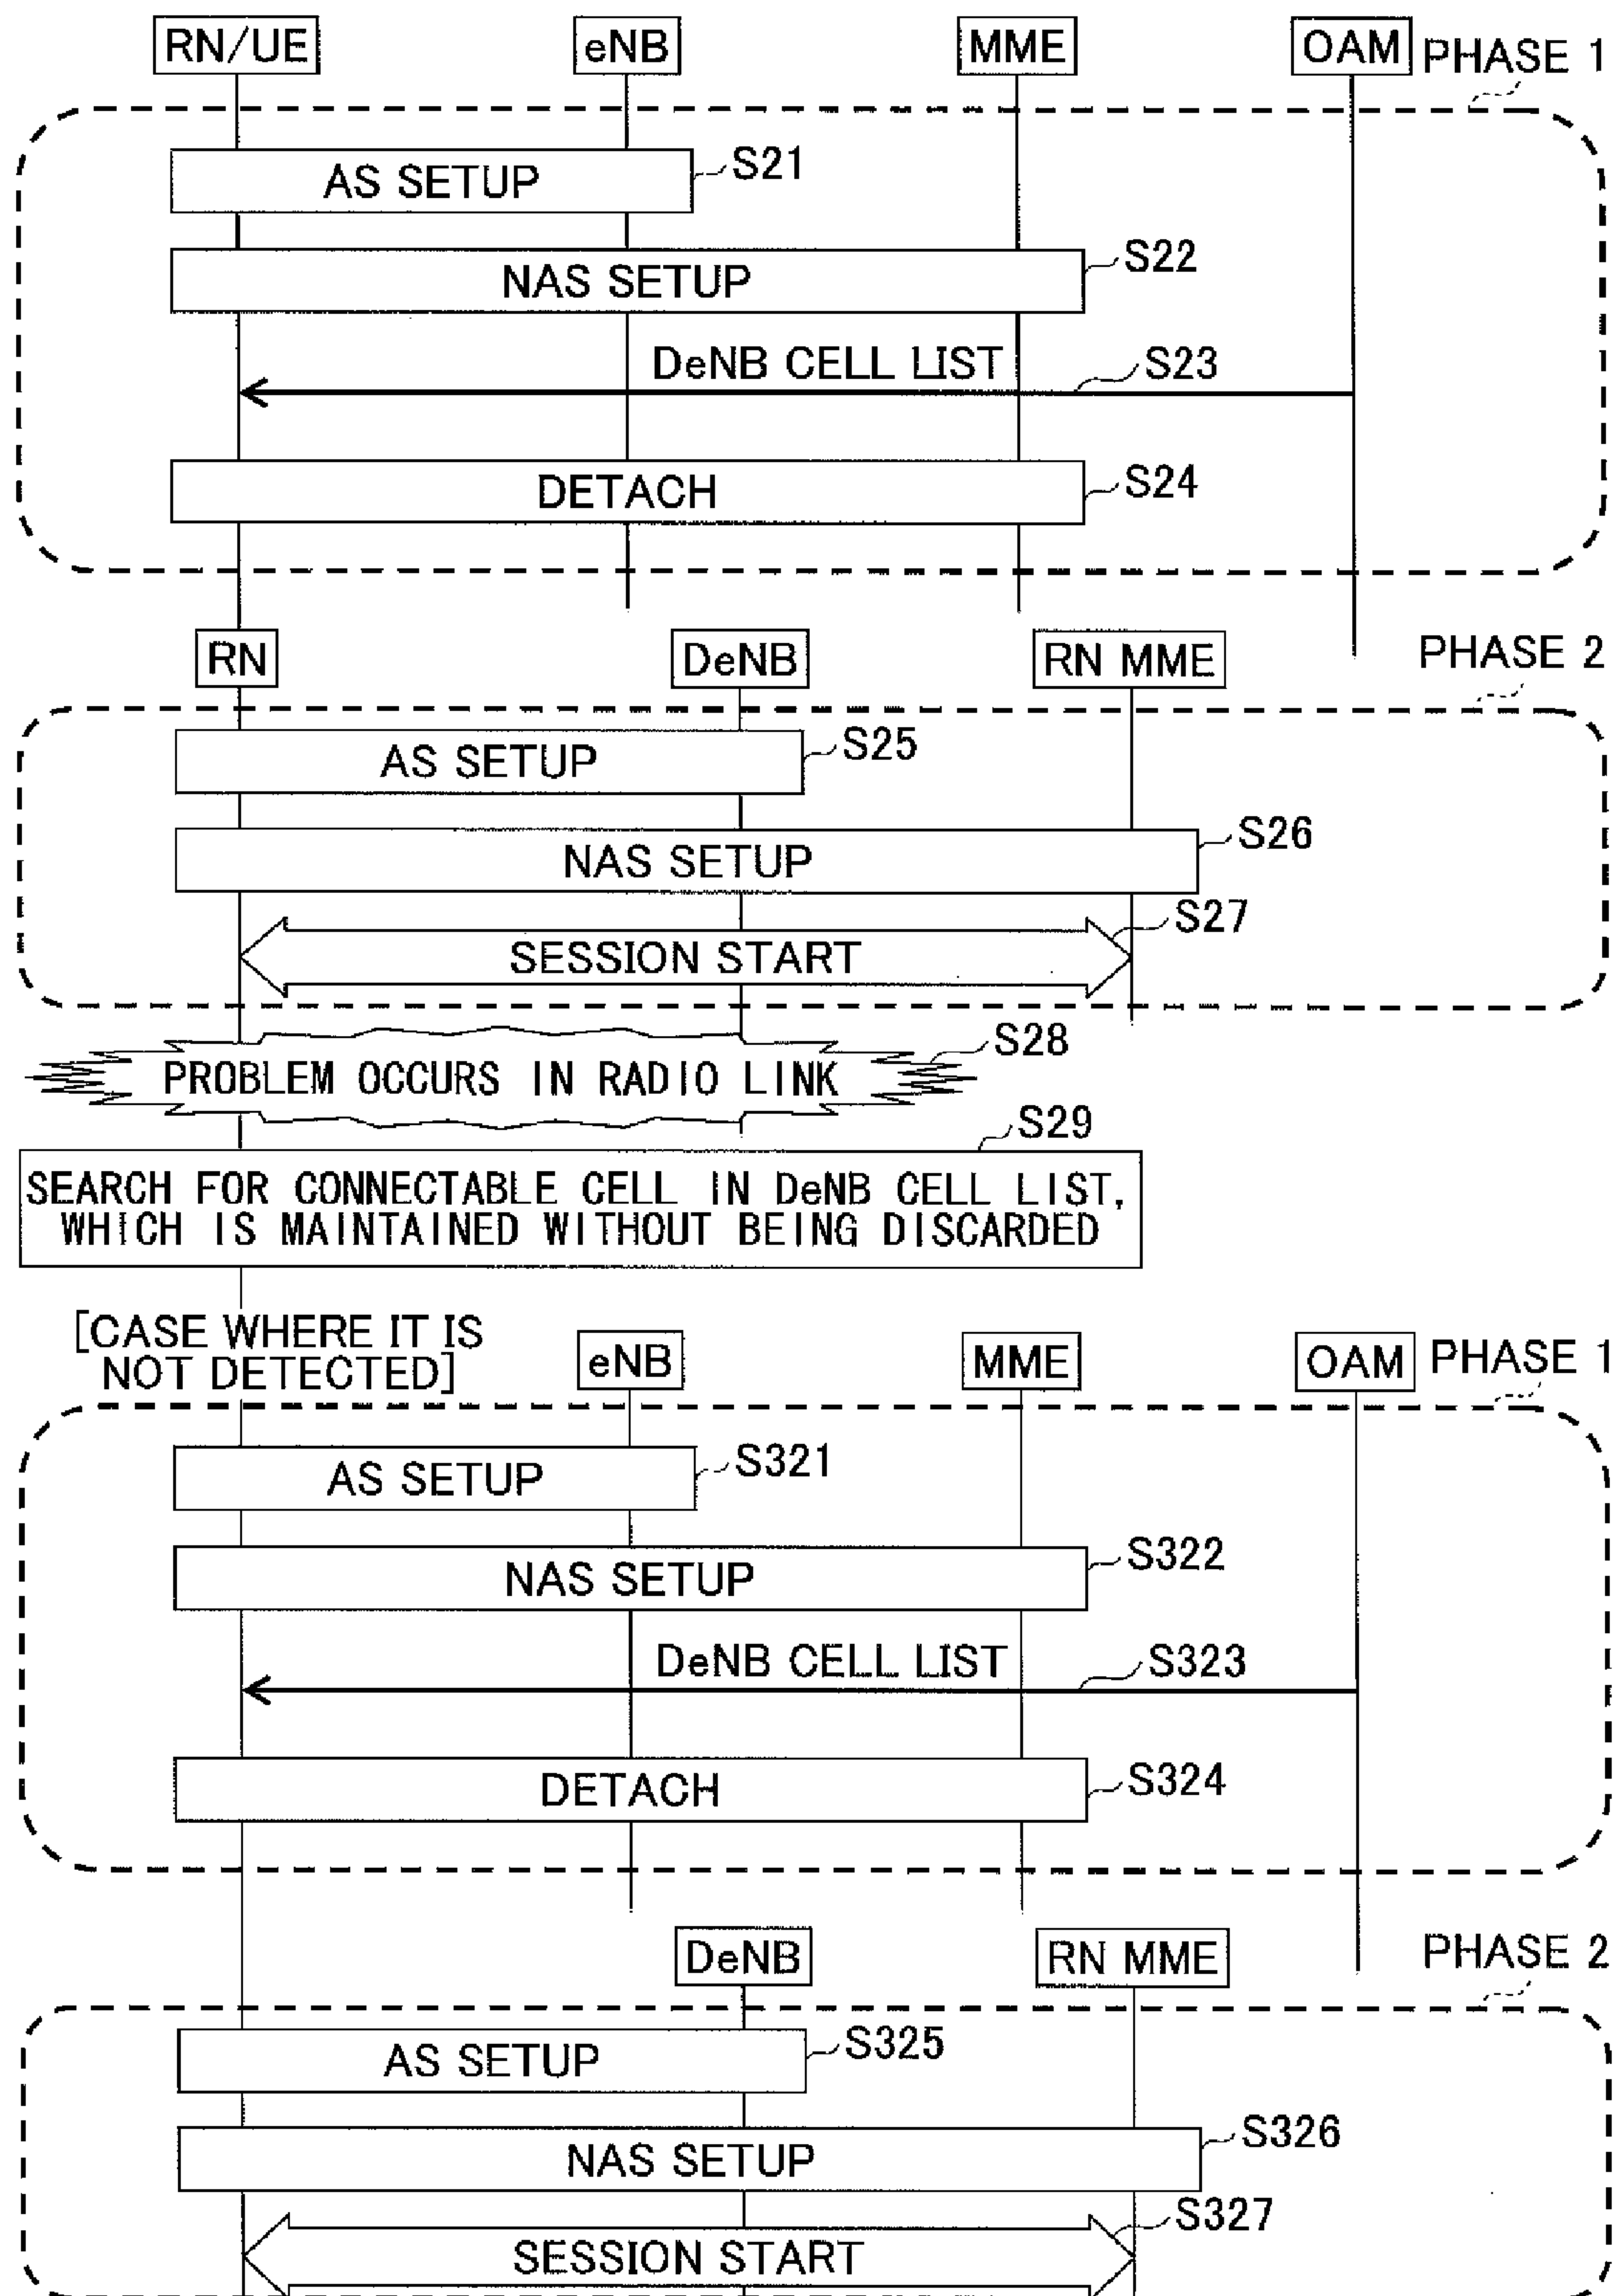 RN/UE
eNB
MME
OAM
PHASE 1
AS SETUP
S21
NAS SETUP
S22
DeNB CELL LIST
S23
DETACH
S24
RN
DeNB
RN MME
PHASE 2
AS SETUP
S25
NAS SETUP
S26
SESSION START
S27
PROBLEM OCCURS IN RADIO LINK
S28
S29
SEARCH FOR CONNECTABLE CELL IN DeNB CELL LIST,
WHICH IS MAINTAINED WITHOUT BEING DISCARDED
[CASE WHERE IT IS
NOT DETECTED]
eNB
MME
OAM
PHASE 1
AS SETUP
S321
NAS SETUP
S322
DeNB CELL LIST
S323
DETACH
S324
DeNB
RN MME
PHASE 2
AS SETUP
S325
NAS SETUP
S326
SESSION START
S327